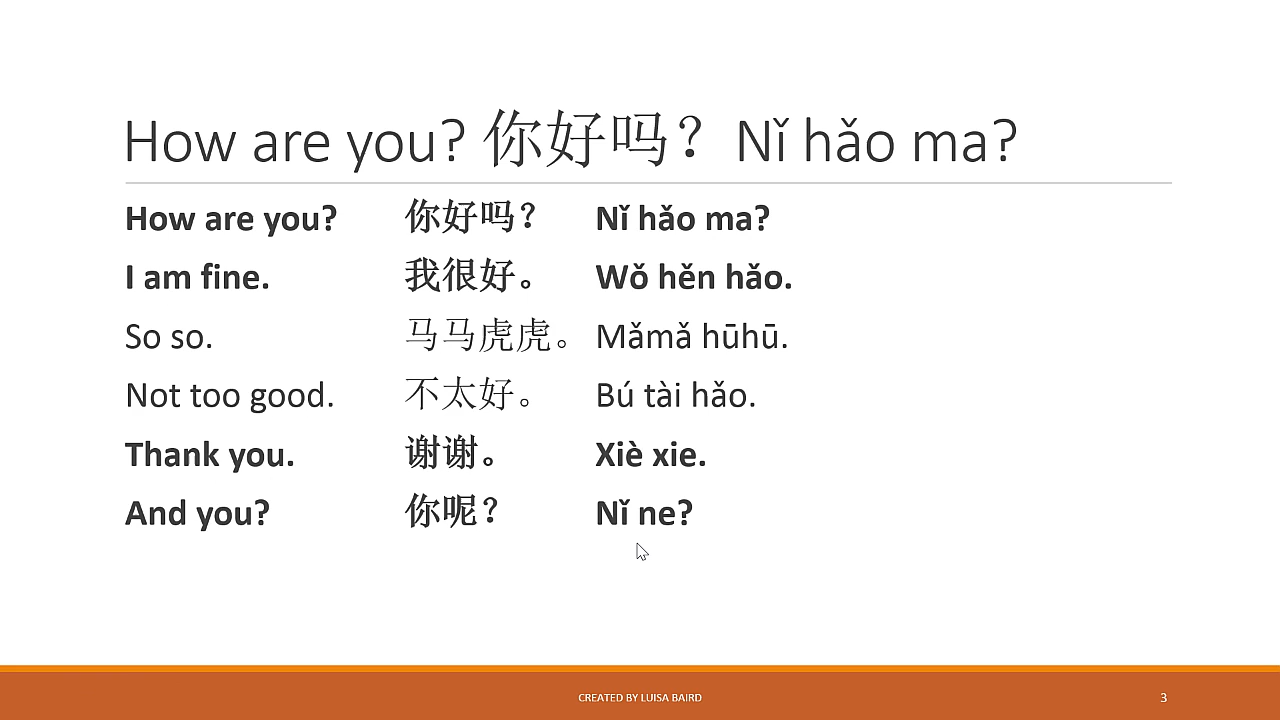 How are you? 你好吗？ Nǐ hǎo ma?
How are you? 你好吗? Nǐ hǎo ma?
I am fine. 我很好。 Wǒ hěn hǎo.
So so. 马马虎虎。 Mǎmǎ hūhū.
Not too good. 不太好。 Bú tài hǎo.
Thank you. 谢谢。 Xiè xie.
And you? 你呢? Nǐ ne?
CREATED BY LUISA BAIRD 3